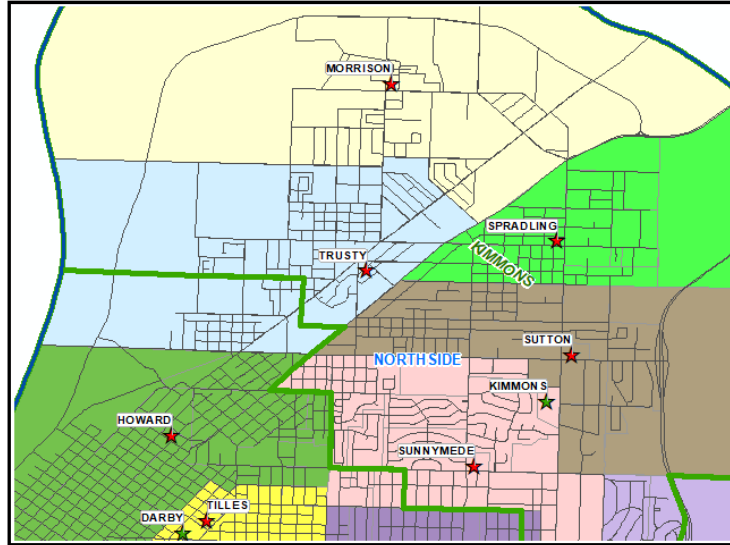 MORRISON
SPRADLING
KIMMONS
TRUSTY
SUTTON
NORTH SIDE
KIMMONS
HOWARD
SUNNYMEDE
TILLES
DARBY